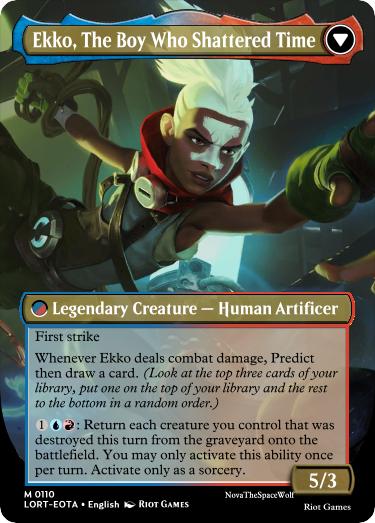 Ekko, The Boy Who Shattered Time
Legendary Creature — Human Artificer
First strike
Whenever Ekko deals combat damage, Predict
then draw a card. (Look at the top three cards of your
library, put one on the top of your library and the rest
to the bottom in a random order.)
1: Return each creature you control that was
destroyed this turn from the graveyard onto the
battlefield. You may only activate this ability once
per turn. Activate only as a sorcery.
5/3
M 0110
LORT-EOTA • English Riot Games
NovaTheSpaceWolf
Riot Games